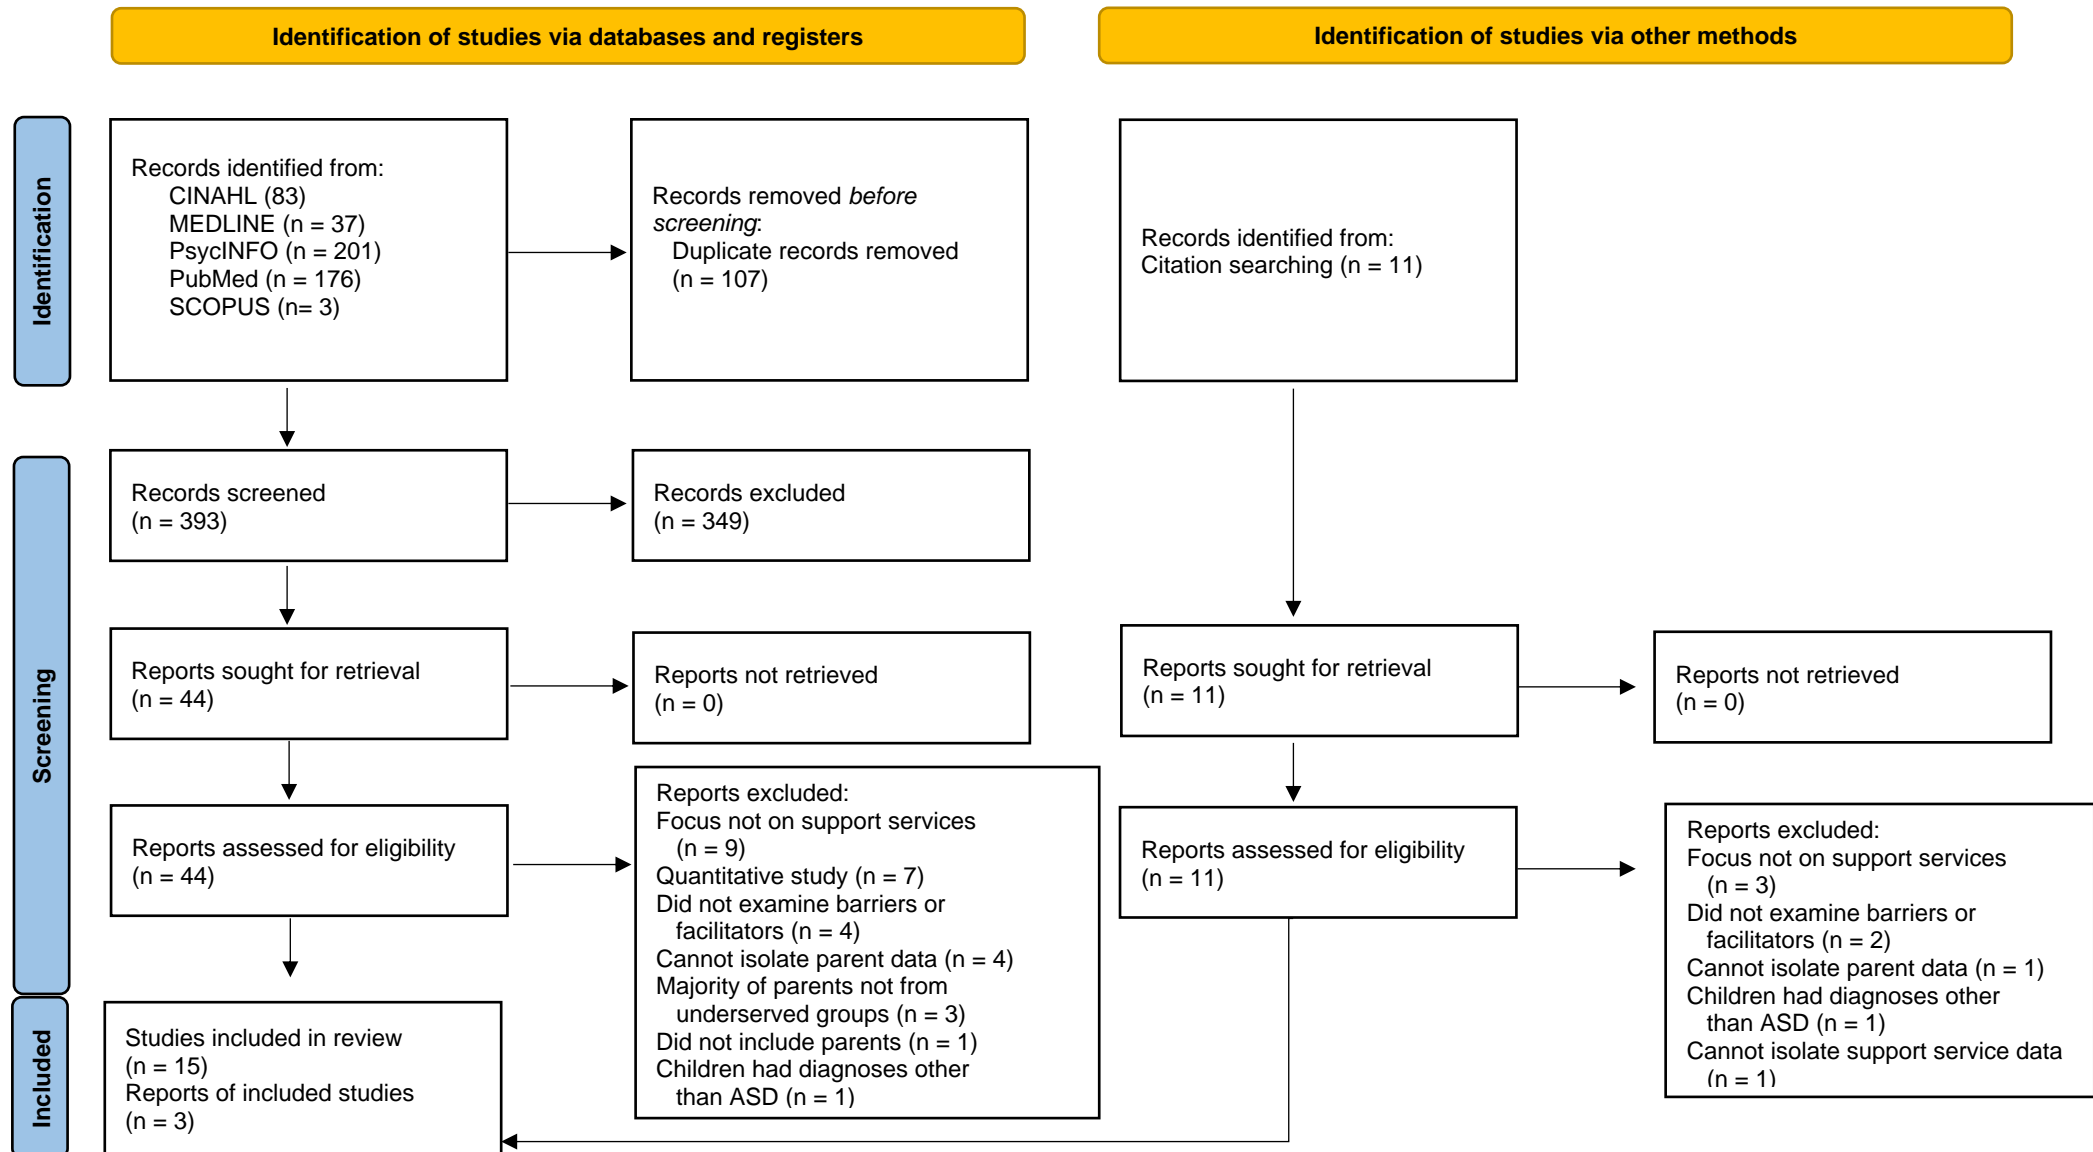 Identification of studies via databases and registers
Identification of studies via other methods
Identification
Records identified from:
CINAHL (83)
MEDLINE (n = 37)
PsycINFO (n = 201)
PubMed (n = 176)
SCOPUS (n= 3)
Records removed before
screening:
Duplicate records removed
(n = 107)
Records identified from:
Citation searching (n = 11)
Screening
Records screened
(n = 393)
Records excluded
(n = 349)
Reports sought for retrieval
(n = 44)
Reports not retrieved
(n = 0)
Reports sought for retrieval
(n = 11)
Reports not retrieved
(n = 0)
Reports assessed for eligibility
(n = 44)
Reports excluded:
Focus not on support services
(n = 9)
Quantitative study (n = 7)
Did not examine barriers or
facilitators (n = 4)
Cannot isolate parent data (n = 4)
Majority of parents not from
underserved groups (n = 3)
Did not include parents (n = 1)
Children had diagnoses other
than ASD (n = 1)
Reports assessed for eligibility
(n = 11)
Reports excluded:
Focus not on support services
(n = 3)
Did not examine barriers or
facilitators (n = 2)
Cannot isolate parent data (n = 1)
Children had diagnoses other
than ASD (n = 1)
Cannot isolate support service data
(n = 1)
Included
Studies included in review
(n = 15)
Reports of included studies
(n = 3)